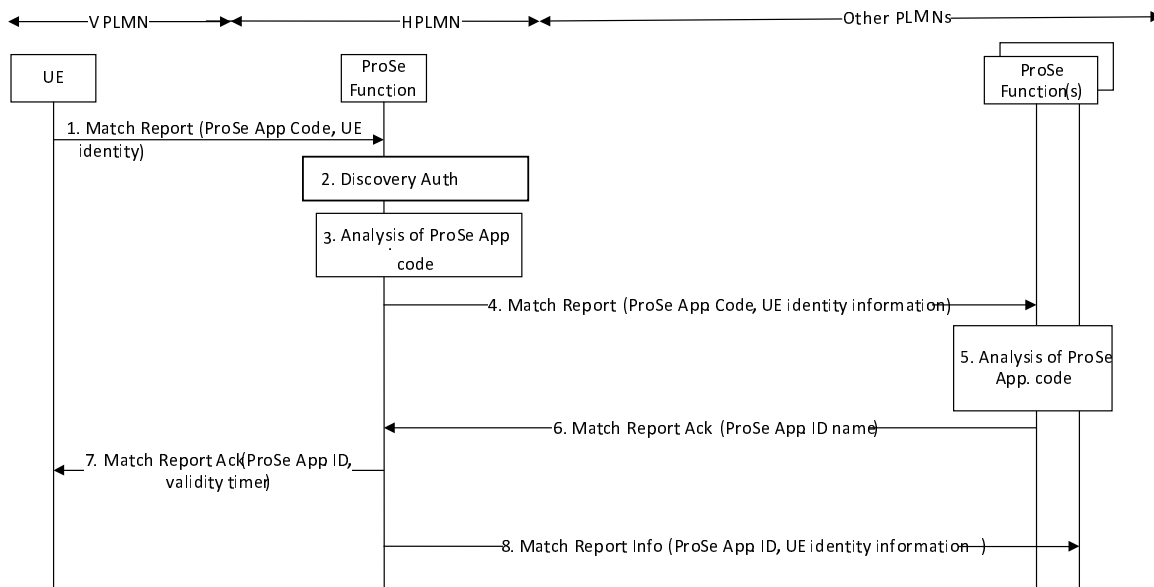 VPLMN
HPLMN
Other PLMNs
UE
ProSe
Function
ProSe
Function(s)
1. Match Report (ProSe App Code, UE
identity)
2. Discovery Auth
3. Analysis of ProSe App
code
4. Match Report (ProSe App. Code, UE identity information)
5. Analysis of ProSe
App. code
6. Match Report Ack (ProSe App. ID name)
7. Match Report Ack(ProSe App ID,
validity timer)
8. Match Report Info (ProSe App. ID, UE identity information )